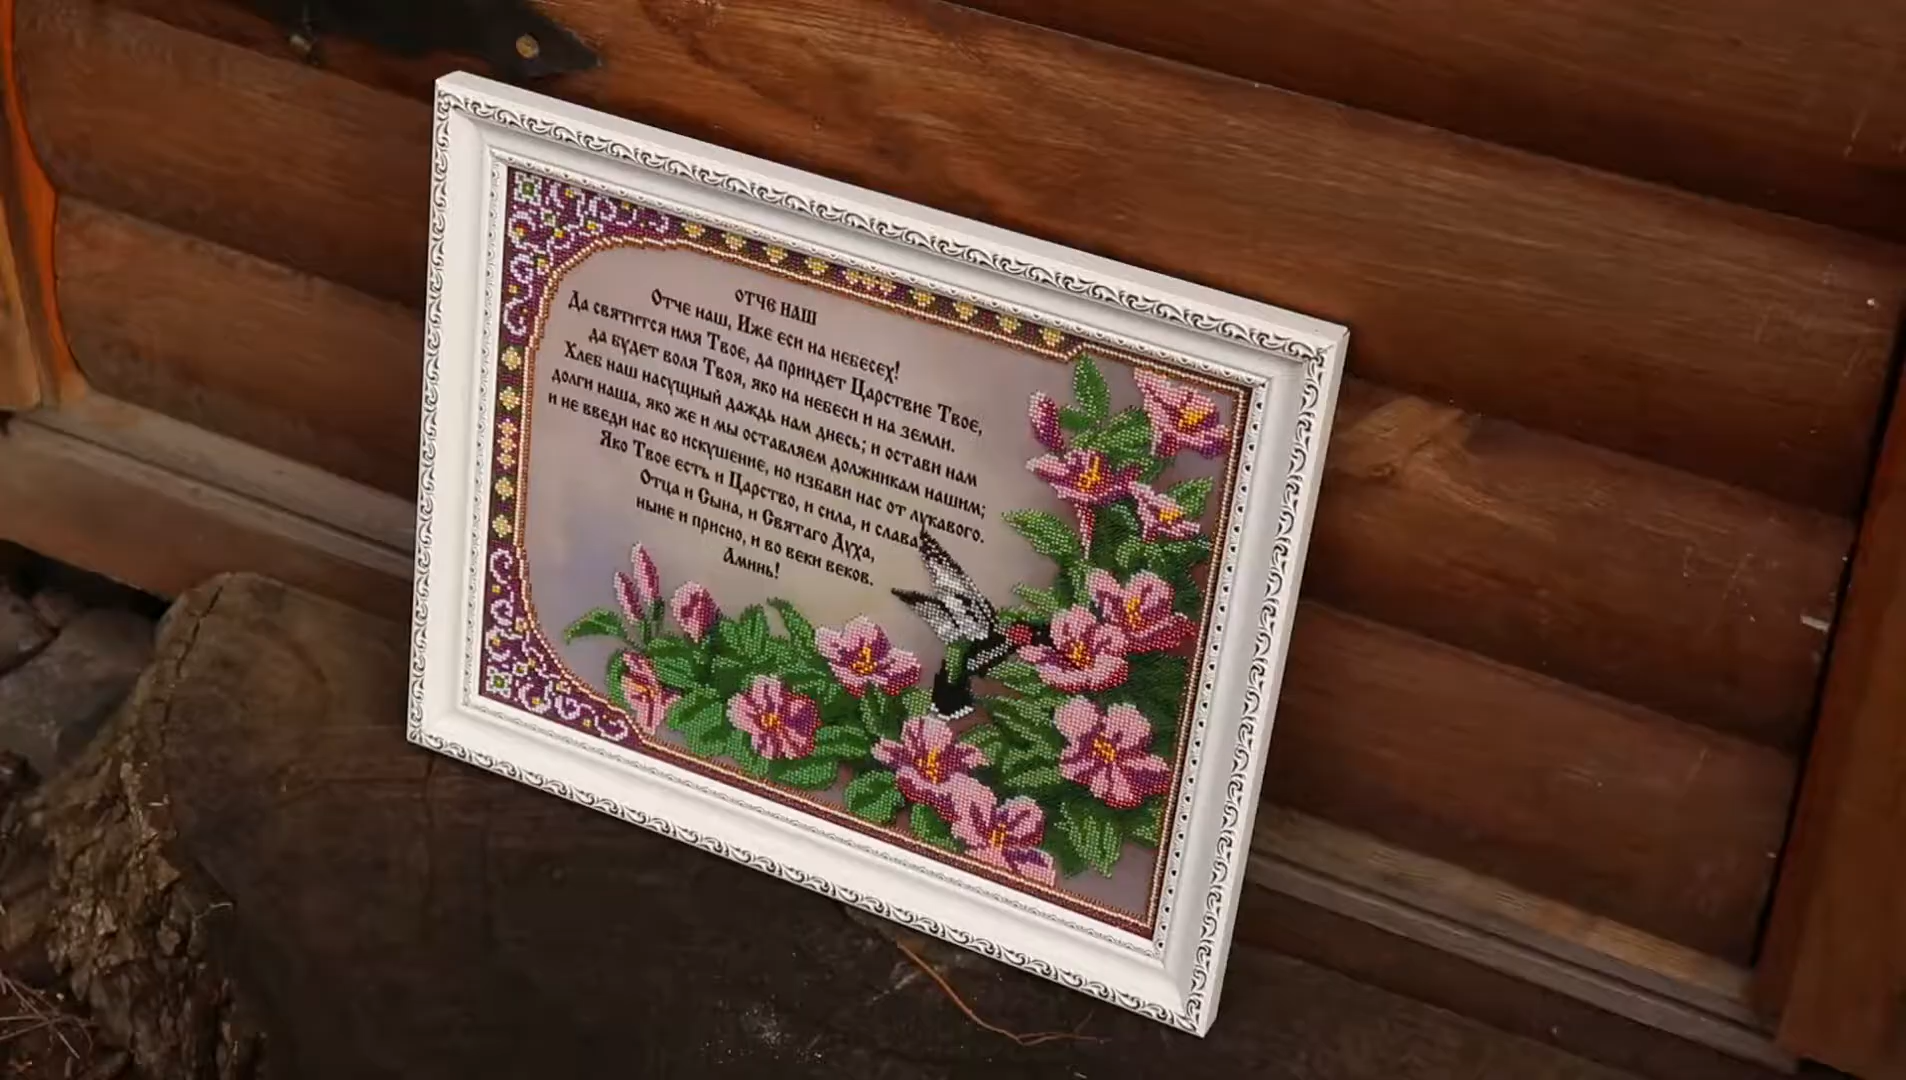 ОТЧЕ НАШ
Отче наш, Иже еси на небесех!
Да святится имя Твое, да приидет Царствие Твое,
да будет воля Твоя, яко на небеси и на земли.
Хлеб наш насущный даждь нам днесь; и остави нам
долги наша, яко же и мы оставляем должникам нашим;
и не введи нас во искушение, но избави нас от лукавого.
Яко Твое есть и Царство, и сила, и слава
Отца и Сына, и Святаго Духа,
ныне и присно, и во веки веков.
Аминь!